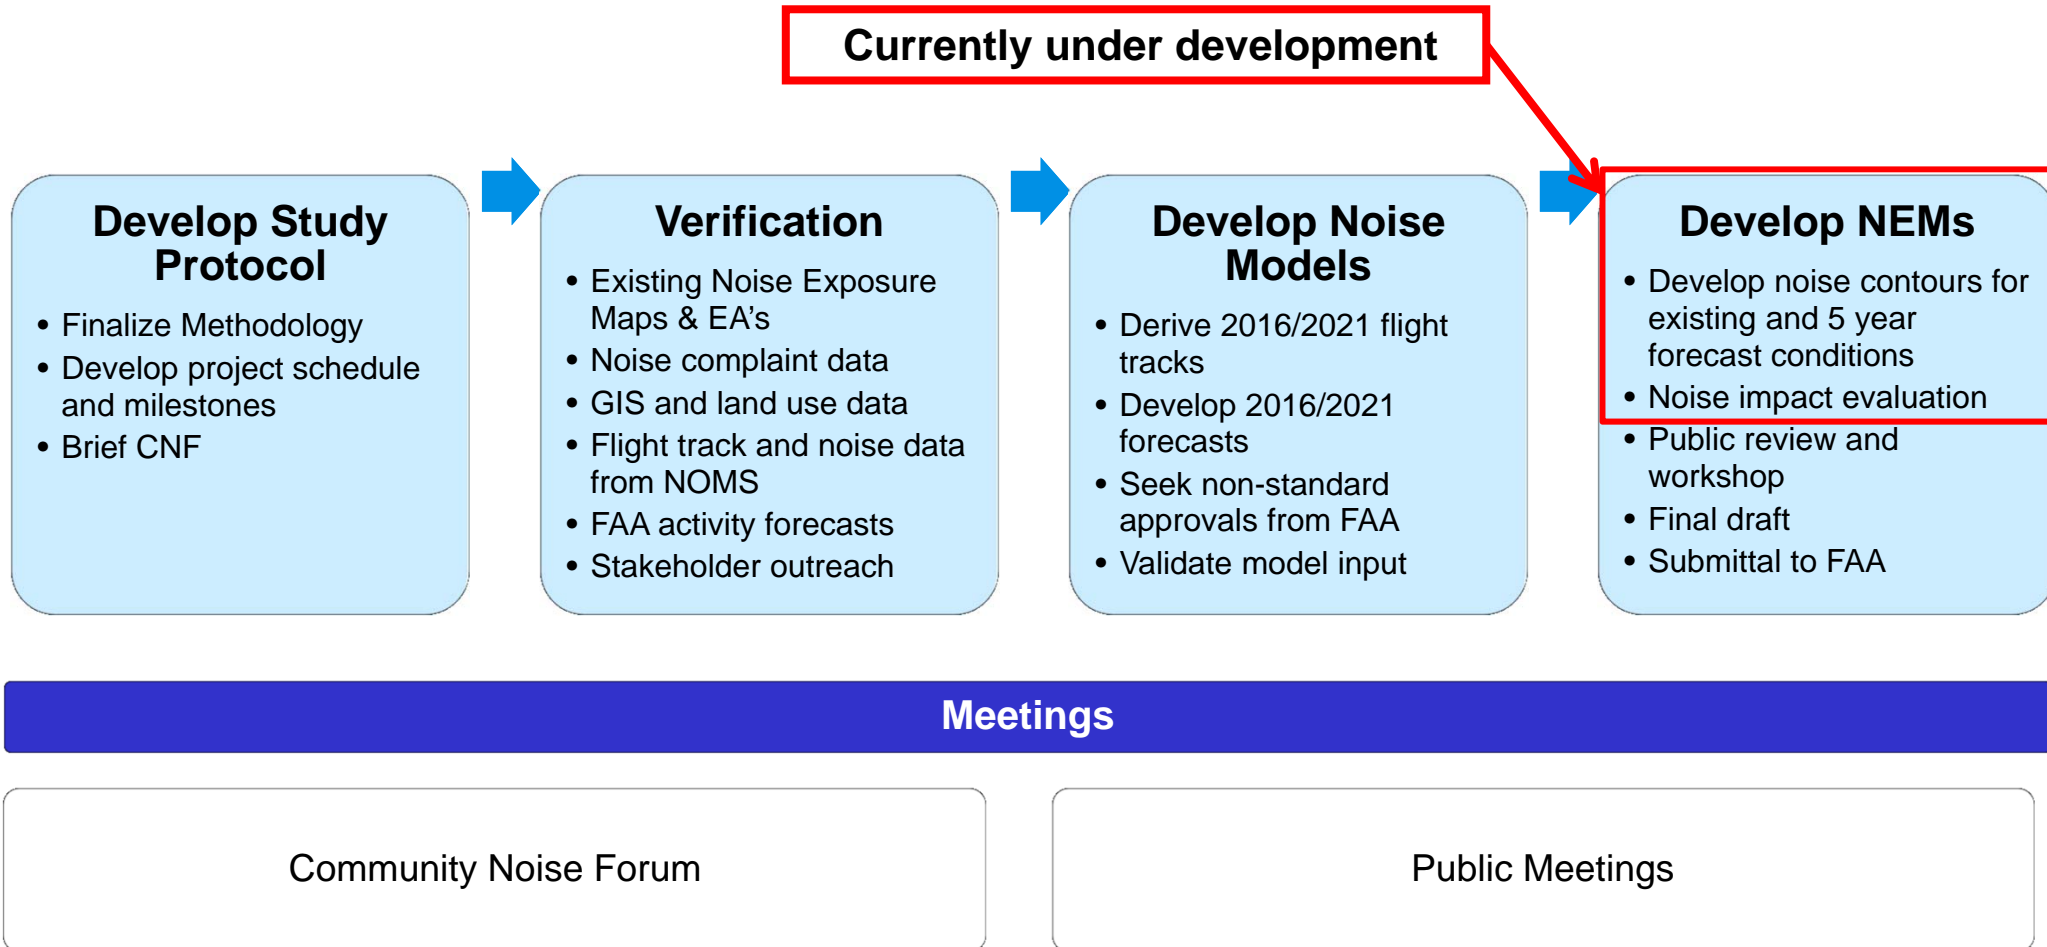 Currently under development
Develop Study
Protocol
• Finalize Methodology
• Develop project schedule
and milestones
• Brief CNF
Verification
• Existing Noise Exposure
Maps & EA's
• Noise complaint data
• GIS and land use data
• Flight track and noise data
from NOMS
• FAA activity forecasts
• Stakeholder outreach
Develop Noise
Models
• Derive 2016/2021 flight
tracks
• Develop 2016/2021
forecasts
• Seek non-standard
approvals from FAA
• Validate model input
Develop NEMs
• Develop noise contours for
existing and 5 year
forecast conditions
• Noise impact evaluation
• Public review and
workshop
• Final draft
• Submittal to FAA
Meetings
Community Noise Forum
Public Meetings